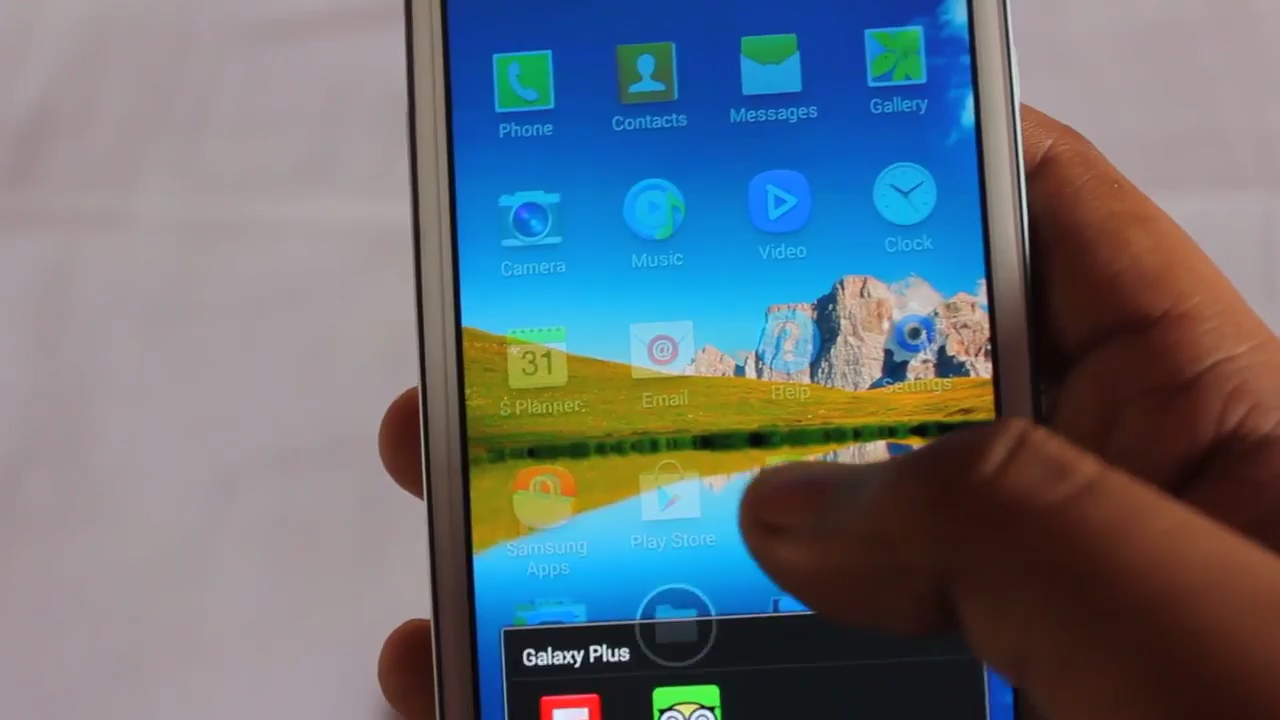 Phone
Contacts
Messages
Gallery
Camera
Music
Video
Clock
31
S Planner
@
Email
?
Help
Settings
Samsung
Apps
Play Store
Galaxy Plus